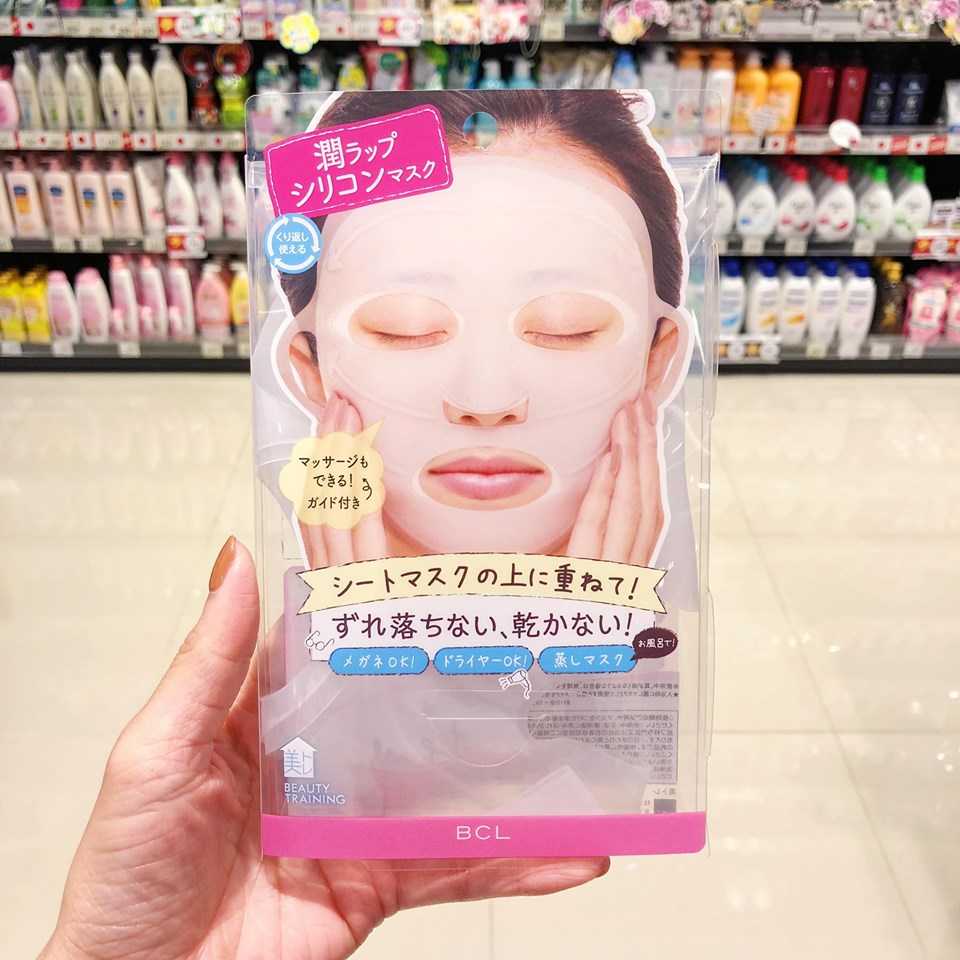 潤ラップ
シリコンマスク
くり返し
使える
マッサージも
できる!
ガイド付き
シートマスクの上に重ねて!
ずれ落ちない、乾かない!
お風呂で!
メガネOK!
ドライヤーOK!
蒸しマスク
美トレ
BEAUTY
TRAINING
BCL